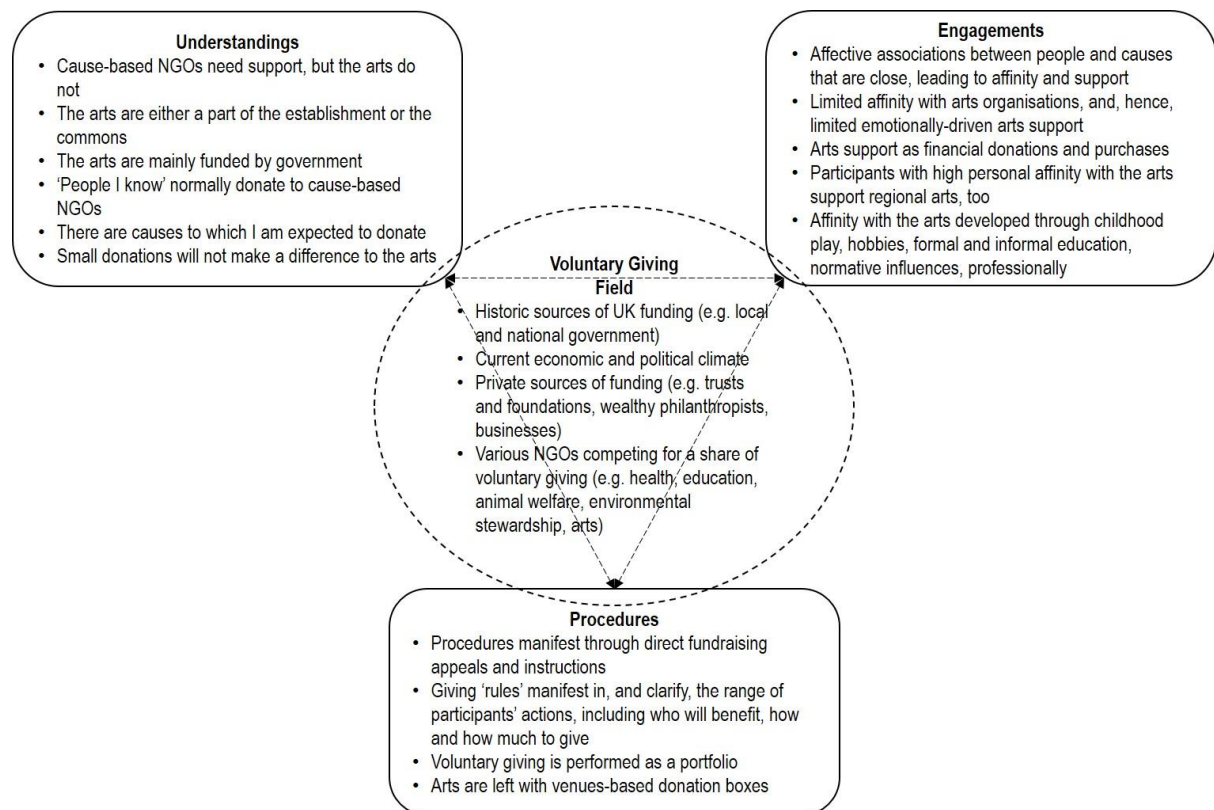 Understandings
• Cause-based NGOs need support, but the arts do
not
• The arts are either a part of the establishment or the
commons
• The arts are mainly funded by government
• ‘People I know’ normally donate to cause-based
NGOs
• There are causes to which I am expected to donate
• Small donations will not make a difference to the arts
Engagements
• Affective associations between people and causes
that are close, leading to affinity and support
• Limited affinity with arts organisations, and, hence,
limited emotionally-driven arts support
• Arts support as financial donations and purchases
• Participants with high personal affinity with the arts
support regional arts, too
• Affinity with the arts developed through childhood
play, hobbies, formal and informal education,
normative influences, professionally
Voluntary Giving
Field
• Historic sources of UK funding (e.g. local
and national government)
• Current economic and political climate
• Private sources of funding (e.g. trusts
and foundations, wealthy philanthropists,
businesses)
• Various NGOs competing for a share of
voluntary giving (e.g. health, education,
animal welfare, environmental
stewardship, arts)
Procedures
• Procedures manifest through direct fundraising
appeals and instructions
• Giving ‘rules’ manifest in, and clarify, the range of
participants’ actions, including who will benefit, how
and how much to give
• Voluntary giving is performed as a portfolio
• Arts are left with venues-based donation boxes